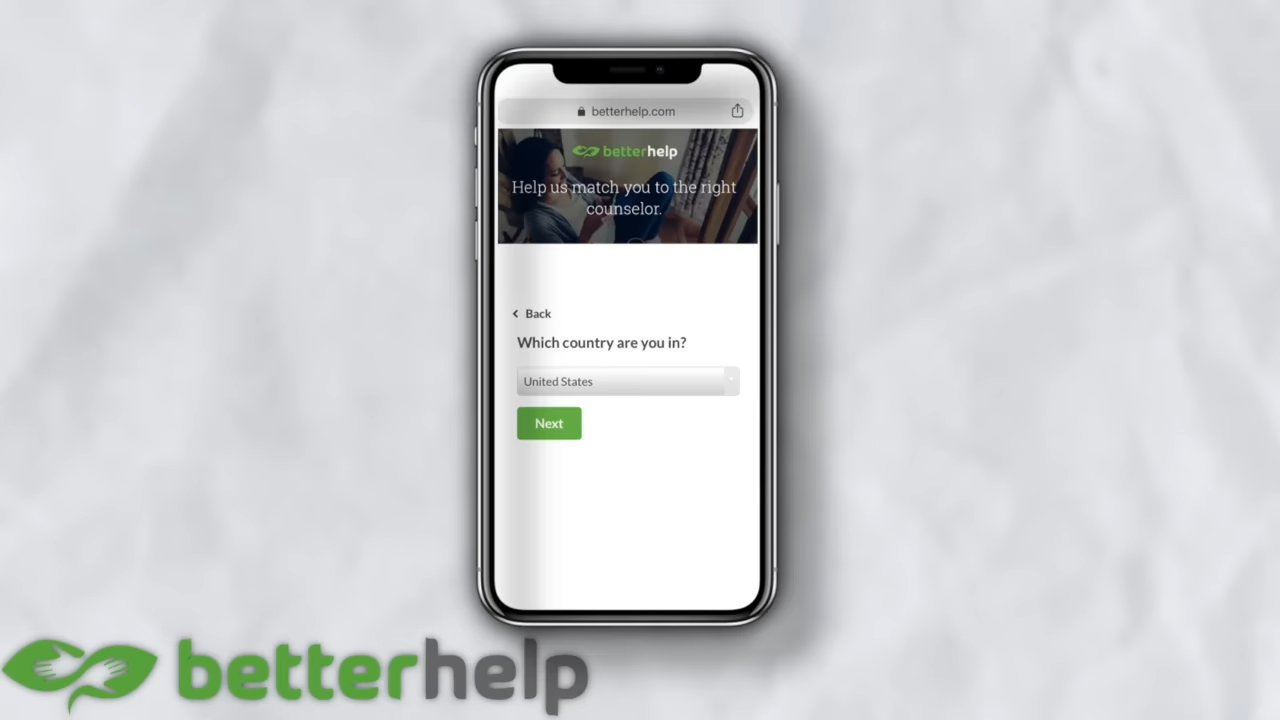 betterhelp.com
betterhelp
Help us match you to the right
counselor.
Back
Which country are you in?
United States
Next
betterhelp